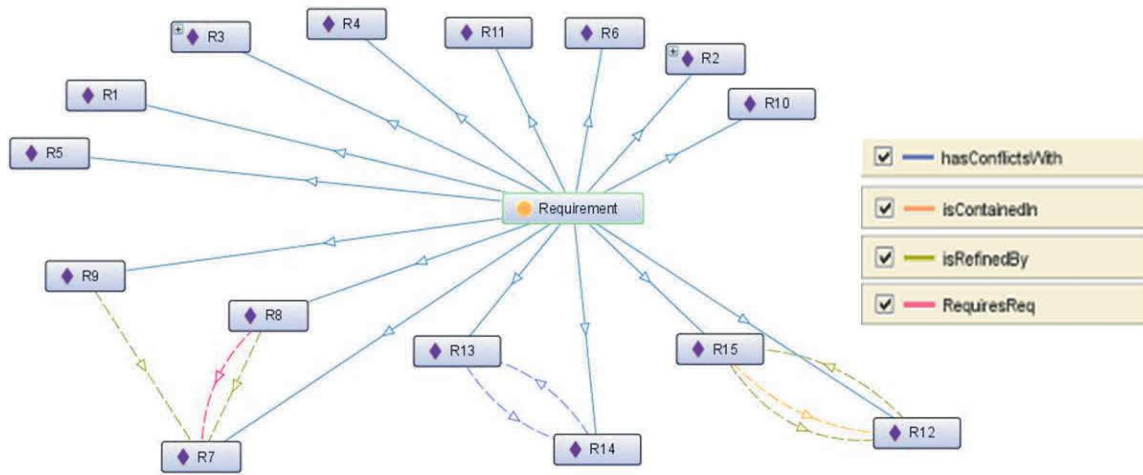 R4
R11
R6
R3
R2
R1
R10
R5
hasConflictsWith
isContainedIn
Requirement
isRefinedBy
R9
RequiresReq
R8
R13
R15
R12
R14
R7